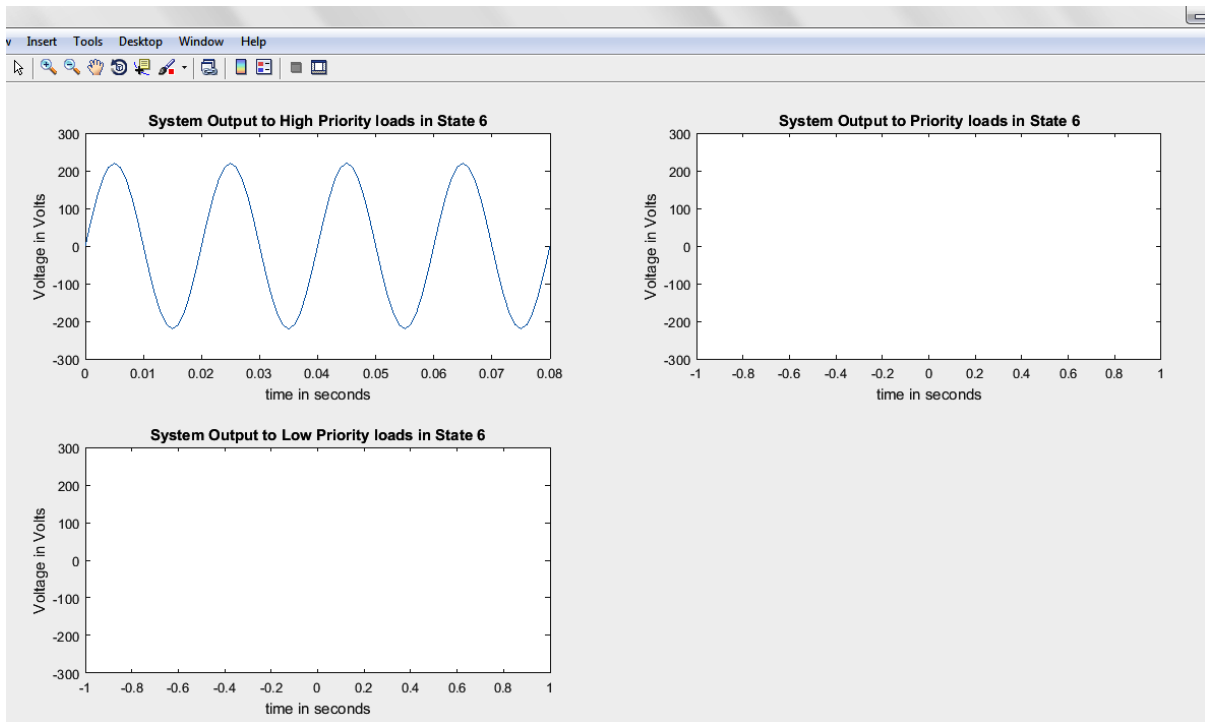 Insert Tools Desktop Window Help
System Output to High Priority loads in State 6
300
200
100
0
-100
-200
-300
Voltage in Volts
0 0.01 0.02 0.03 0.04 0.05 0.06 0.07 0.08
time in seconds
System Output to Priority loads in State 6
300
200
100
0
-100
-200
-300
Voltage in Volts
-1 -0.8 -0.6 -0.4 -0.2 0 0.2 0.4 0.6 0.8 1
time in seconds
System Output to Low Priority loads in State 6
300
200
100
0
-100
-200
-300
Voltage in Volts
-1 -0.8 -0.6 -0.4 -0.2 0 0.2 0.4 0.6 0.8 1
time in seconds